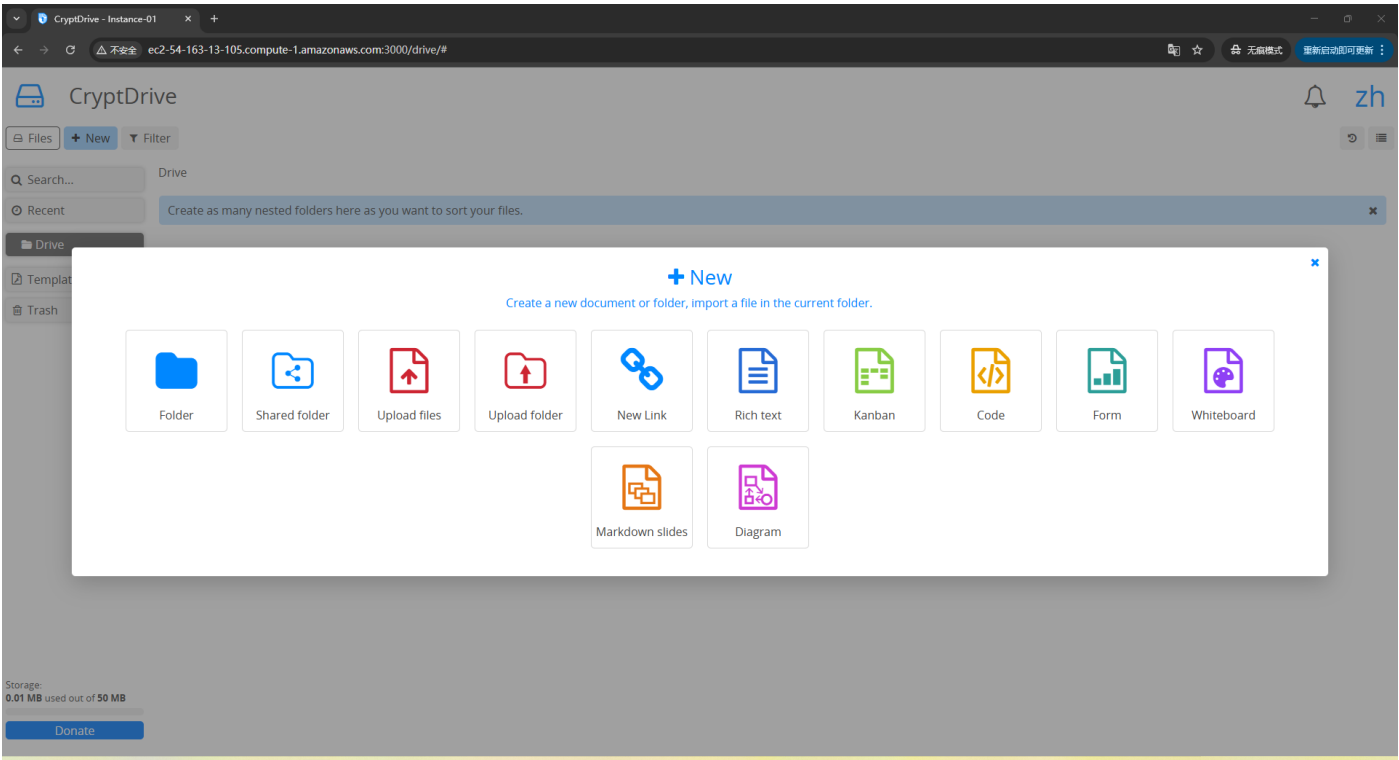 CryptDrive - Instance-01
不安全 ec2-54-163-13-105.compute-1.amazonaws.com:3000/drive/#
无痕模式
重新启动即可更新
CryptDrive
zh
Files
New
Filter
Search...
Drive
Recent
Create as many nested folders here as you want to sort your files.
Drive
Templat
Trash
New
Create a new document or folder, import a file in the current folder.
Folder
Shared folder
Upload files
Upload folder
New Link
Rich text
Kanban
Code
Form
Whiteboard
Markdown slides
Diagram
Storage:
0.01 MB used out of 50 MB
Donate